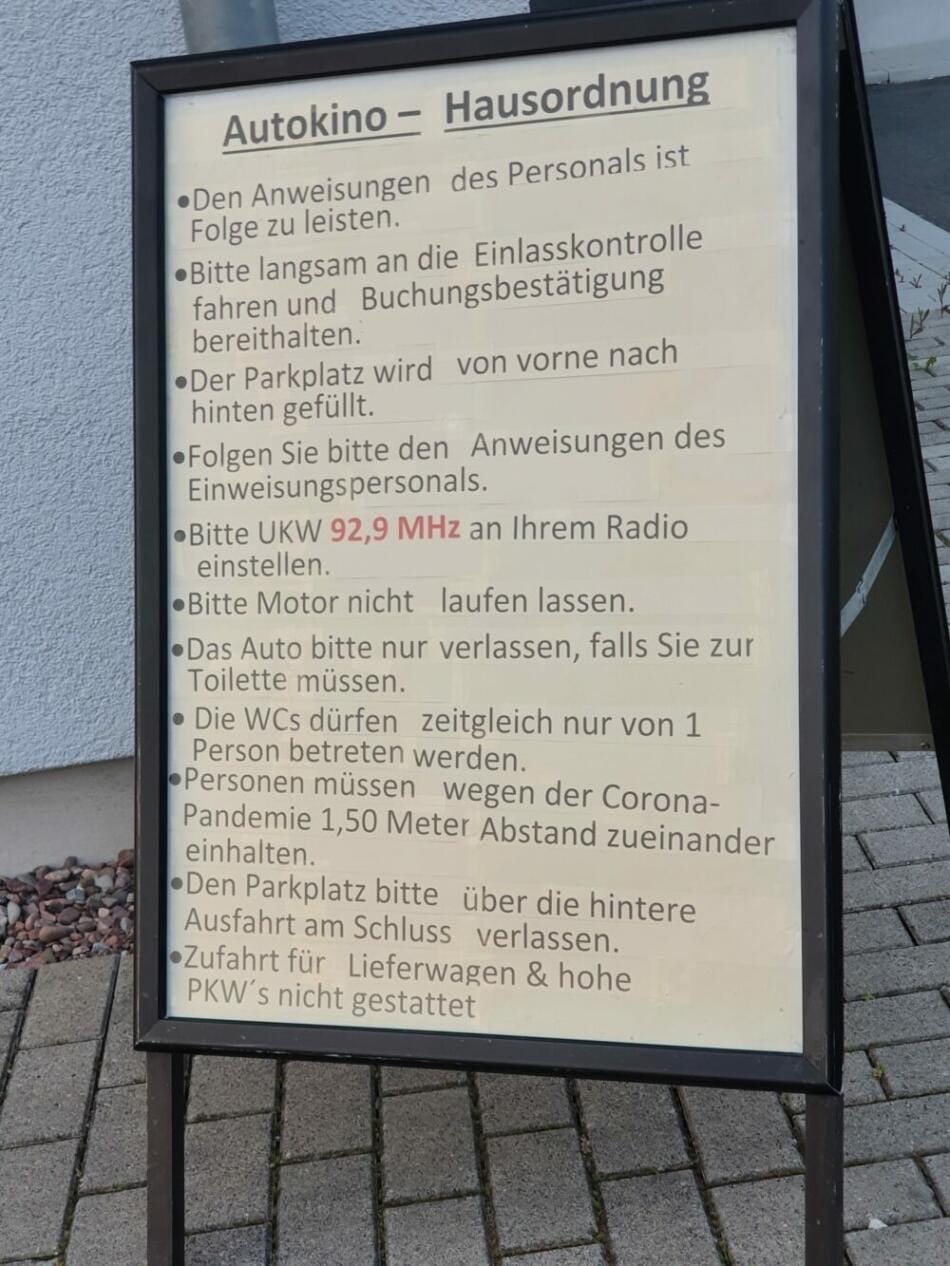 Autokino – Hausordnung
•Den Anweisungen des Personals ist
Folge zu leisten.
•Bitte langsam an die Einlasskontrolle
fahren und Buchungsbestätigung
bereithalten.
•Der Parkplatz wird von vorne nach
hinten gefüllt.
•Folgen Sie bitte den Anweisungen des
Einweisungspersonals.
•Bitte UKW 92,9 MHz an Ihrem Radio
einstellen.
•Bitte Motor nicht laufen lassen.
•Das Auto bitte nur verlassen, falls Sie zur
Toilette müssen.
• Die WCs dürfen zeitgleich nur von 1
Person betreten werden.
•Personen müssen wegen der Corona-
Pandemie 1,50 Meter Abstand zueinander
einhalten.
•Den Parkplatz bitte über die hintere
Ausfahrt am Schluss verlassen.
•Zufahrt für Lieferwagen & hohe
PKW´s nicht gestattet